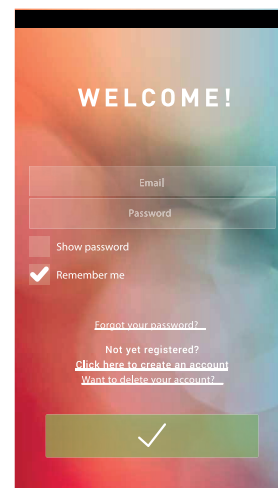 WELCOME!
Email
Password
Show password
Remember me
Forgot your password?
Not yet registered?
Click here to create an account
Want to delete your account?